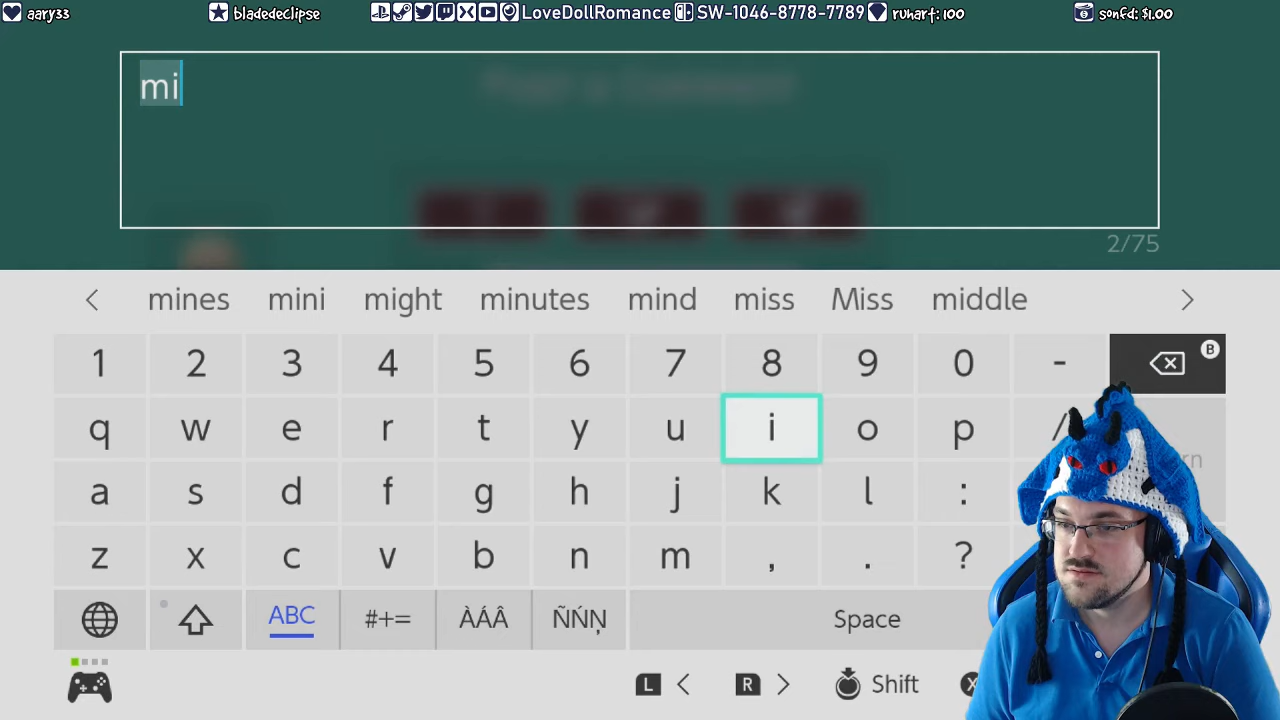 aary33 bladedeclipse LoveDollRomance SW-1046-8778-7789 ruhart: 100 sonfd: $1.00
mi
Post a Comment
2/75
mines mini might minutes mind miss Miss middle
1 2 3 4 5 6 7 8 9 0 - B
q w e r t y u i o p /
a s d f g h j k l :
z x c v b n m , . ?
ABC #+= ÀÁÂ ÑŃŅ Space
L R Shift X